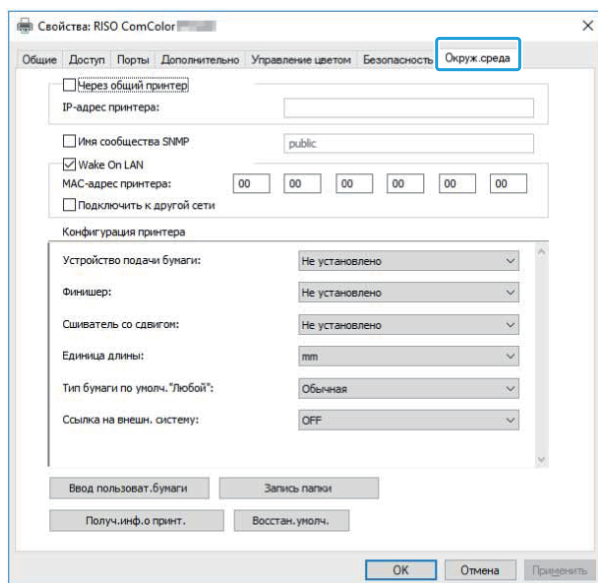 Свойства: RISO ComColor
Общие Доступ Порты Дополнительно Управление цветом Безопасность Окруж.среда
Через общий принтер
IP-адрес принтера:
Имя сообщества SNMP public
Wake On LAN
MAC-адрес принтера: 00 00 00 00 00 00
Подключить к другой сети
Конфигурация принтера
Устройство подачи бумаги: Не установлено
Финишер: Не установлено
Сшиватель со сдвигом: Не установлено
Единица длины: mm
Тип бумаги по умолч."Любой": Обычная
Ссылка на внешн. систему: OFF
Ввод пользоват.бумаги Запись папки
Получ.инф.о принт. Восстан.умолч.
OK Отмена Применить